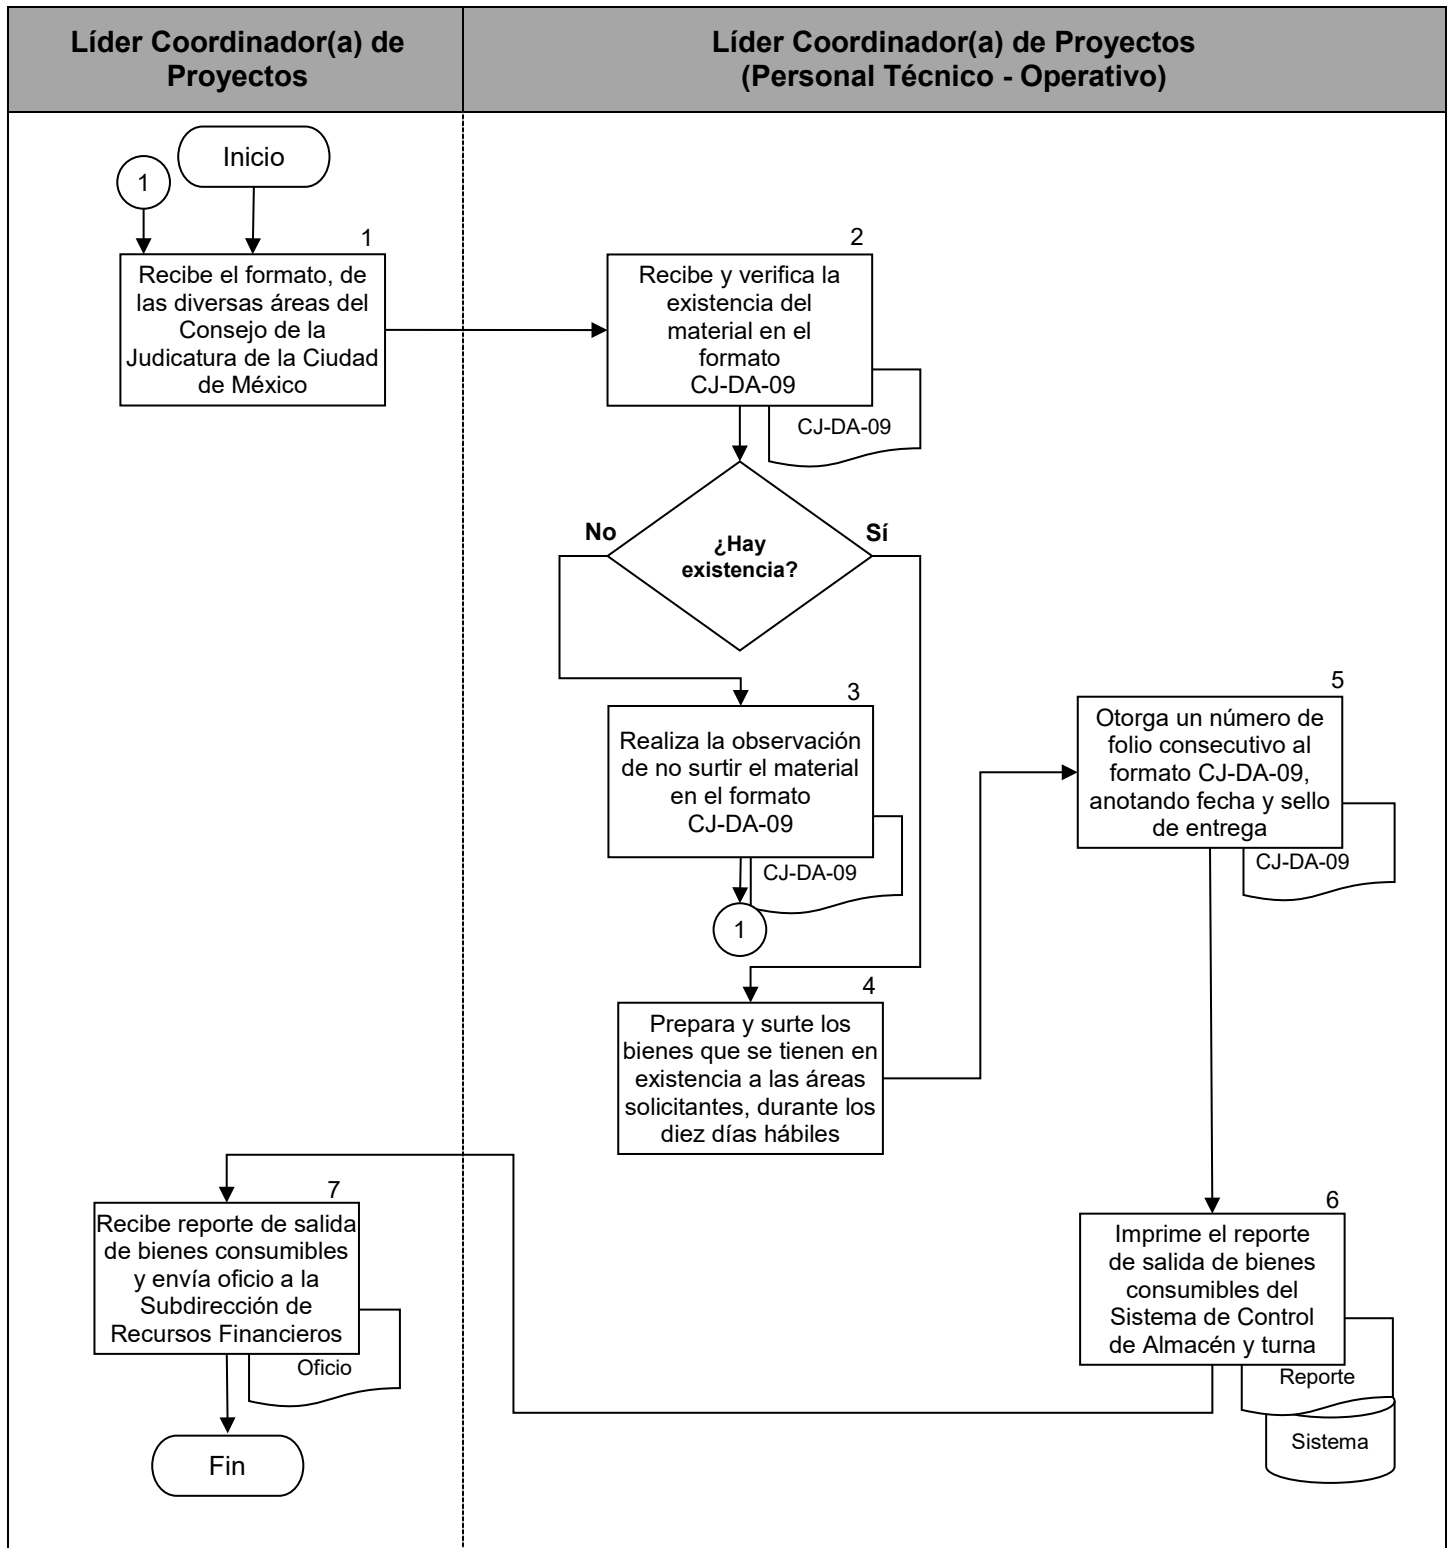 Líder Coordinador(a) de
Proyectos
Líder Coordinador(a) de Proyectos
(Personal Técnico - Operativo)
Inicio
1
1
Recibe el formato, de
las diversas áreas del
Consejo de la
Judicatura de la Ciudad
de México
2
Recibe y verifica la
existencia del
material en el
formato
CJ-DA-09
CJ-DA-09
No
¿Hay
existencia?
Sí
3
Realiza la observación
de no surtir el material
en el formato
CJ-DA-09
CJ-DA-09
1
4
Prepara y surte los
bienes que se tienen en
existencia a las áreas
solicitantes, durante los
diez días hábiles
5
Otorga un número de
folio consecutivo al
formato CJ-DA-09,
anotando fecha y sello
de entrega
CJ-DA-09
6
Imprime el reporte
de salida de bienes
consumibles del
Sistema de Control
de Almacén y turna
Reporte
Sistema
7
Recibe reporte de salida
de bienes consumibles
y envía oficio a la
Subdirección de
Recursos Financieros
Oficio
Fin